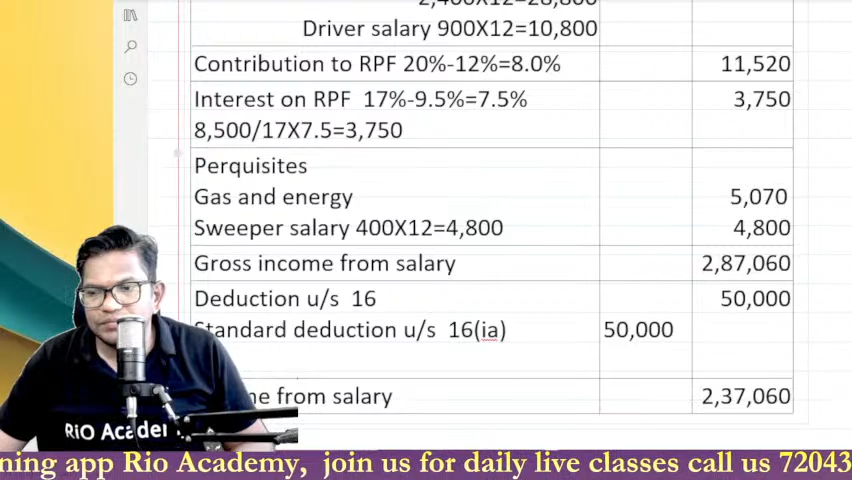 2,400X12=28,800
Driver salary 900X12=10,800
Contribution to RPF 20%-12%=8.0% 11,520
Interest on RPF 17%-9.5%=7.5% 3,750
8,500/17X7.5=3,750
Perquisites
Gas and energy 5,070
Sweeper salary 400X12=4,800 4,800
Gross income from salary 2,87,060
Deduction u/s 16 50,000
Standard deduction u/s 16(ia) 50,000
from salary 2,37,060
RiO Acade
ning app Rio Academy, join us for daily live classes call us 72043